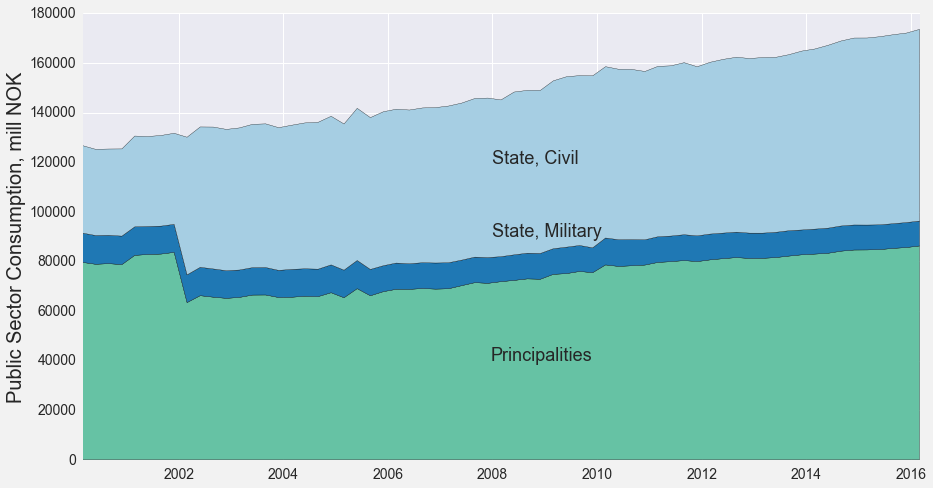 180000
160000
140000
120000
100000
80000
60000
40000
20000
0
Public Sector Consumption, mill NOK
State, Civil
State, Military
Principalities
2002 2004 2006 2008 2010 2012 2014 2016